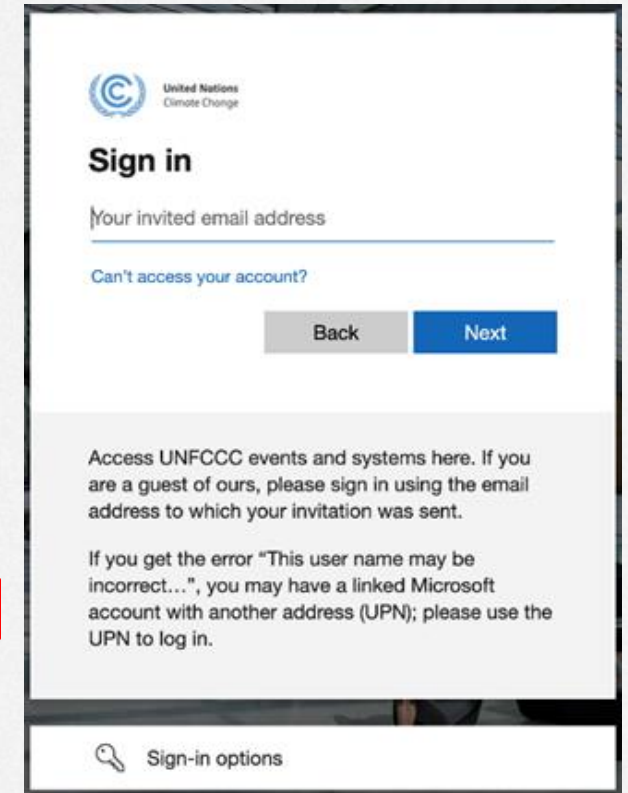 United Nations
Climate Change
Sign in
Your invited email address
Can't access your account?
Back Next
Access UNFCCC events and systems here. If you
are a guest of ours, please sign in using the email
address to which your invitation was sent.
If you get the error “This user name may be
incorrect…”, you may have a linked Microsoft
account with another address (UPN); please use the
UPN to log in.
Sign-in options